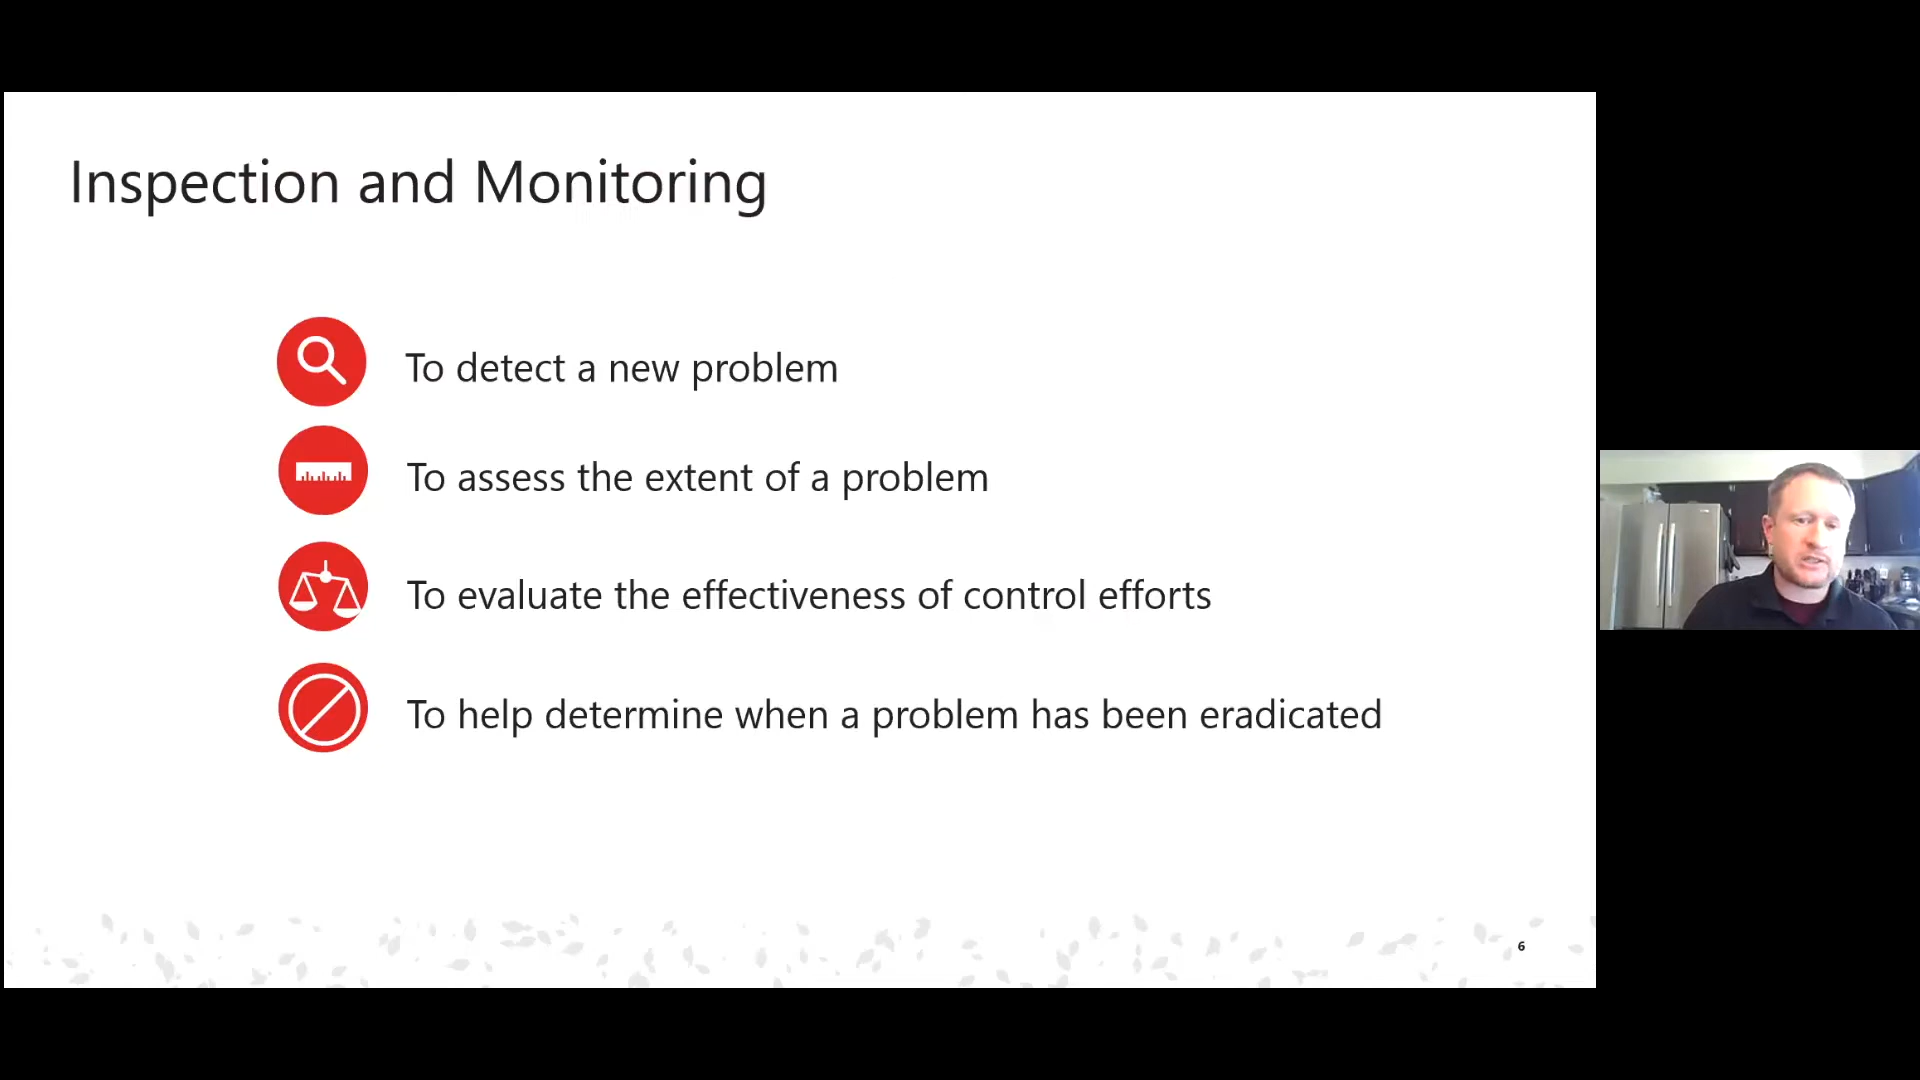 Inspection and Monitoring
To detect a new problem
To assess the extent of a problem
To evaluate the effectiveness of control efforts
To help determine when a problem has been eradicated
6